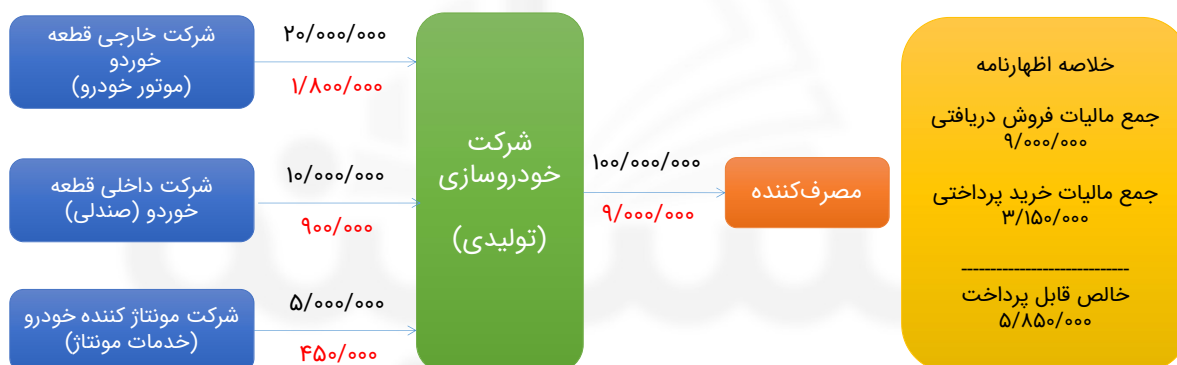 شرکت خارجی قطعه
خوردو
(موتور خودرو)
۲۰/۰۰۰/۰۰۰
۱/۸۰۰/۰۰۰
شرکت داخلی قطعه
خوردو (صندلی)
۱۰/۰۰۰/۰۰۰
۹۰۰/۰۰۰
شرکت مونتاژ کننده خودرو
(خدمات مونتاژ)
۵/۰۰۰/۰۰۰
۴۵۰/۰۰۰
شرکت
خودروسازی
(تولیدی)
۱۰۰/۰۰۰/۰۰۰
۹/۰۰۰/۰۰۰
مصرف‌کننده
خلاصه اظهارنامه
جمع مالیات فروش دریافتی
۹/۰۰۰/۰۰۰
جمع مالیات خرید پرداختی
۳/۱۵۰/۰۰۰
----------------------------
خالص قابل پرداخت
۵/۸۵۰/۰۰۰